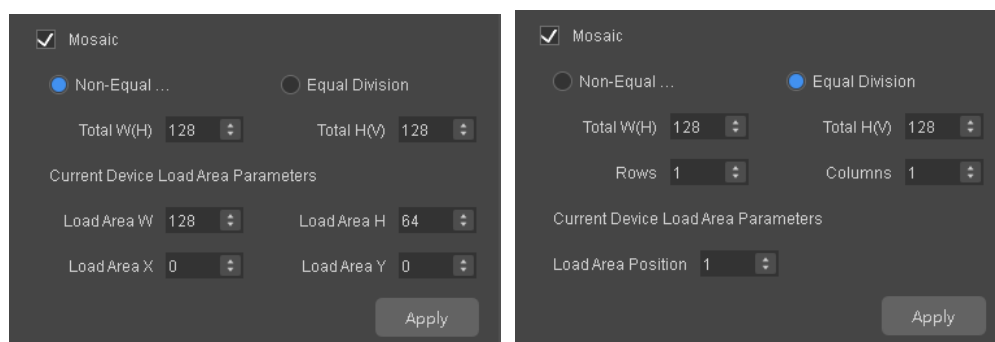 Mosaic
Non-Equal ... Equal Division
Total W(H) 128 Total H(V) 128
Current Device Load Area Parameters
Load Area W 128 Load Area H 64
Load Area X 0 Load Area Y 0
Apply
Mosaic
Non-Equal ... Equal Division
Total W(H) 128 Total H(V) 128
Rows 1 Columns 1
Current Device Load Area Parameters
Load Area Position 1
Apply